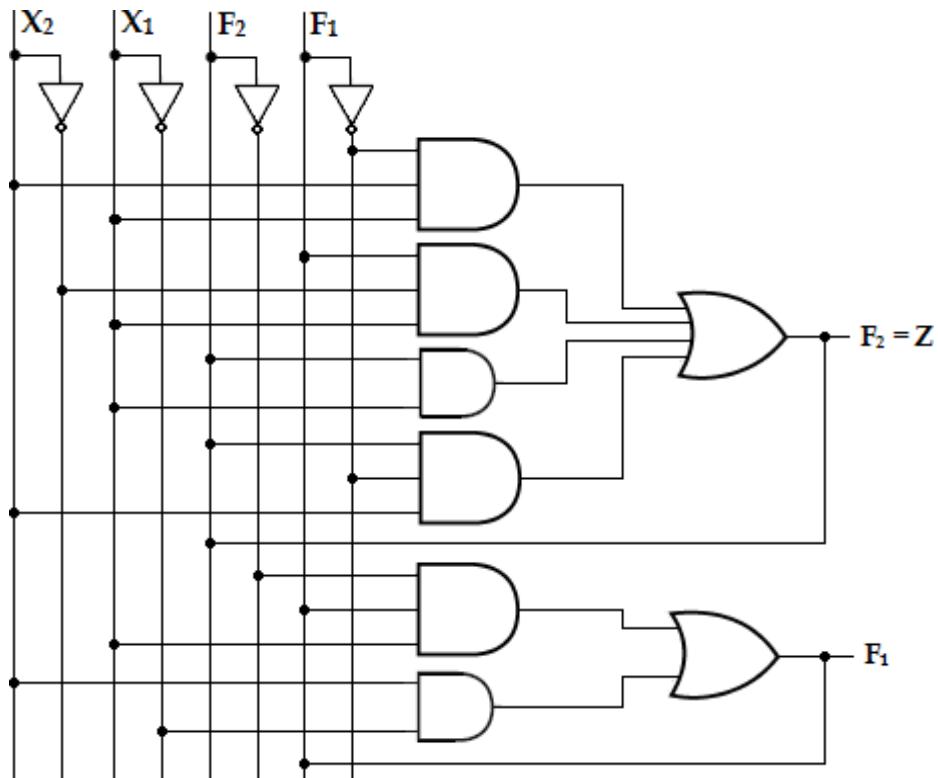 X₂ X₁ F₂ F₁
F₂ = Z
F₁